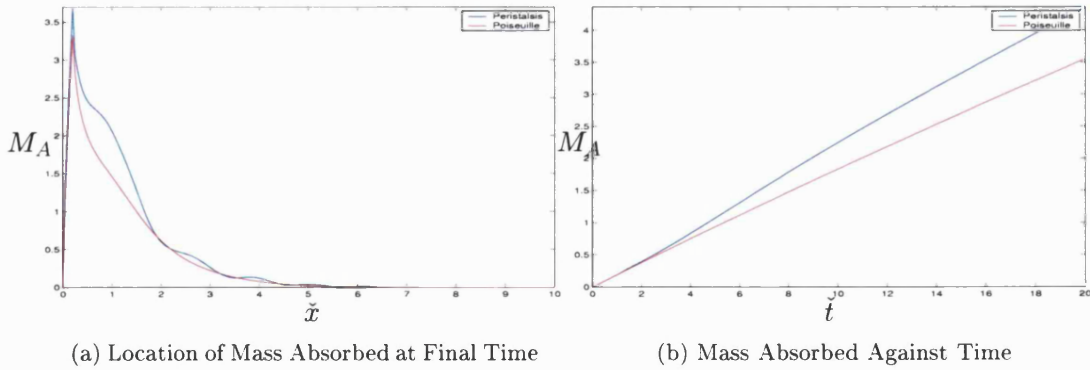 Peristalsis
Poiseuille
3.5
3
2.5
2
1.5
1
0.5
0
M_A
0 1 2 3 4 5 6 7 8 9 10
x̌
(a) Location of Mass Absorbed at Final Time
Peristalsis
Poiseuille
4
3.5
3
2.5
2
1.5
1
0.5
0
M_A
0 2 4 6 8 10 12 14 16 18 20
ť
(b) Mass Absorbed Against Time